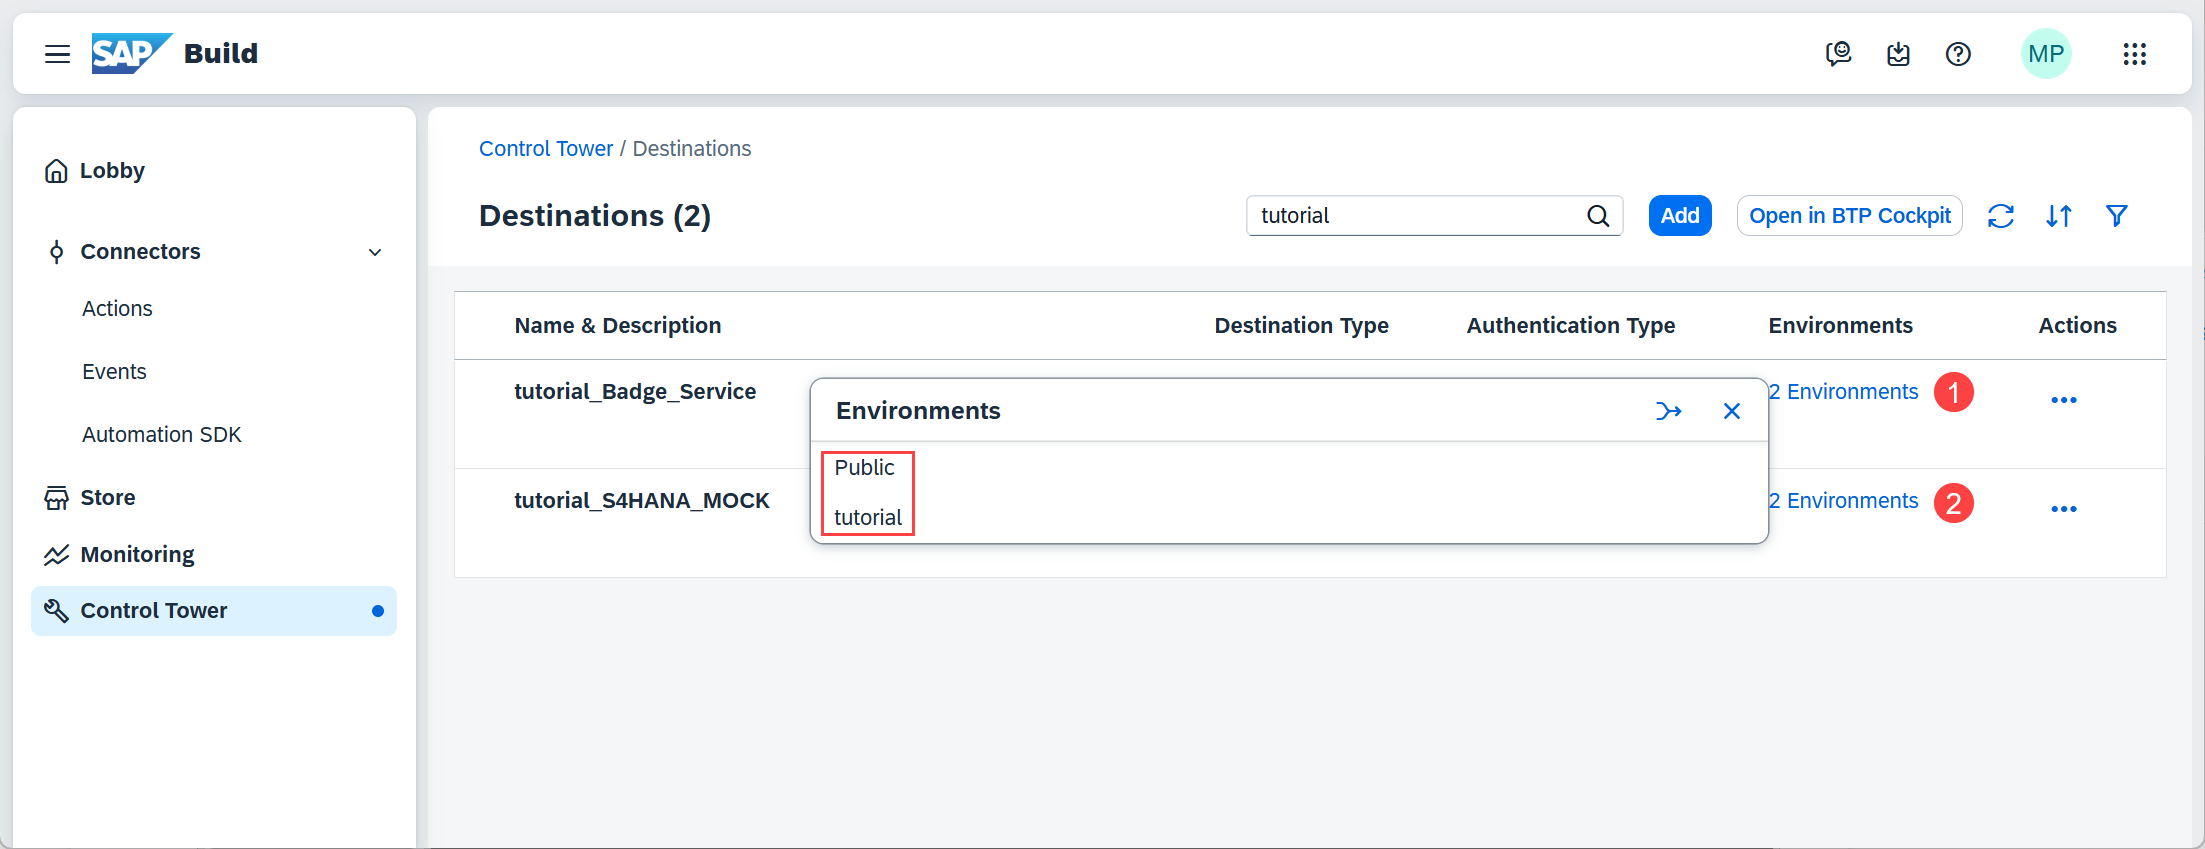 SAP Build
MP
Lobby
Connectors
Actions
Events
Automation SDK
Store
Monitoring
Control Tower
Control Tower / Destinations
Destinations (2)
tutorial
Add
Open in BTP Cockpit
Name & Description
Destination Type
Authentication Type
Environments
Actions
tutorial_Badge_Service
2 Environments
1
Environments
Public
tutorial
tutorial_S4HANA_MOCK
2 Environments
2